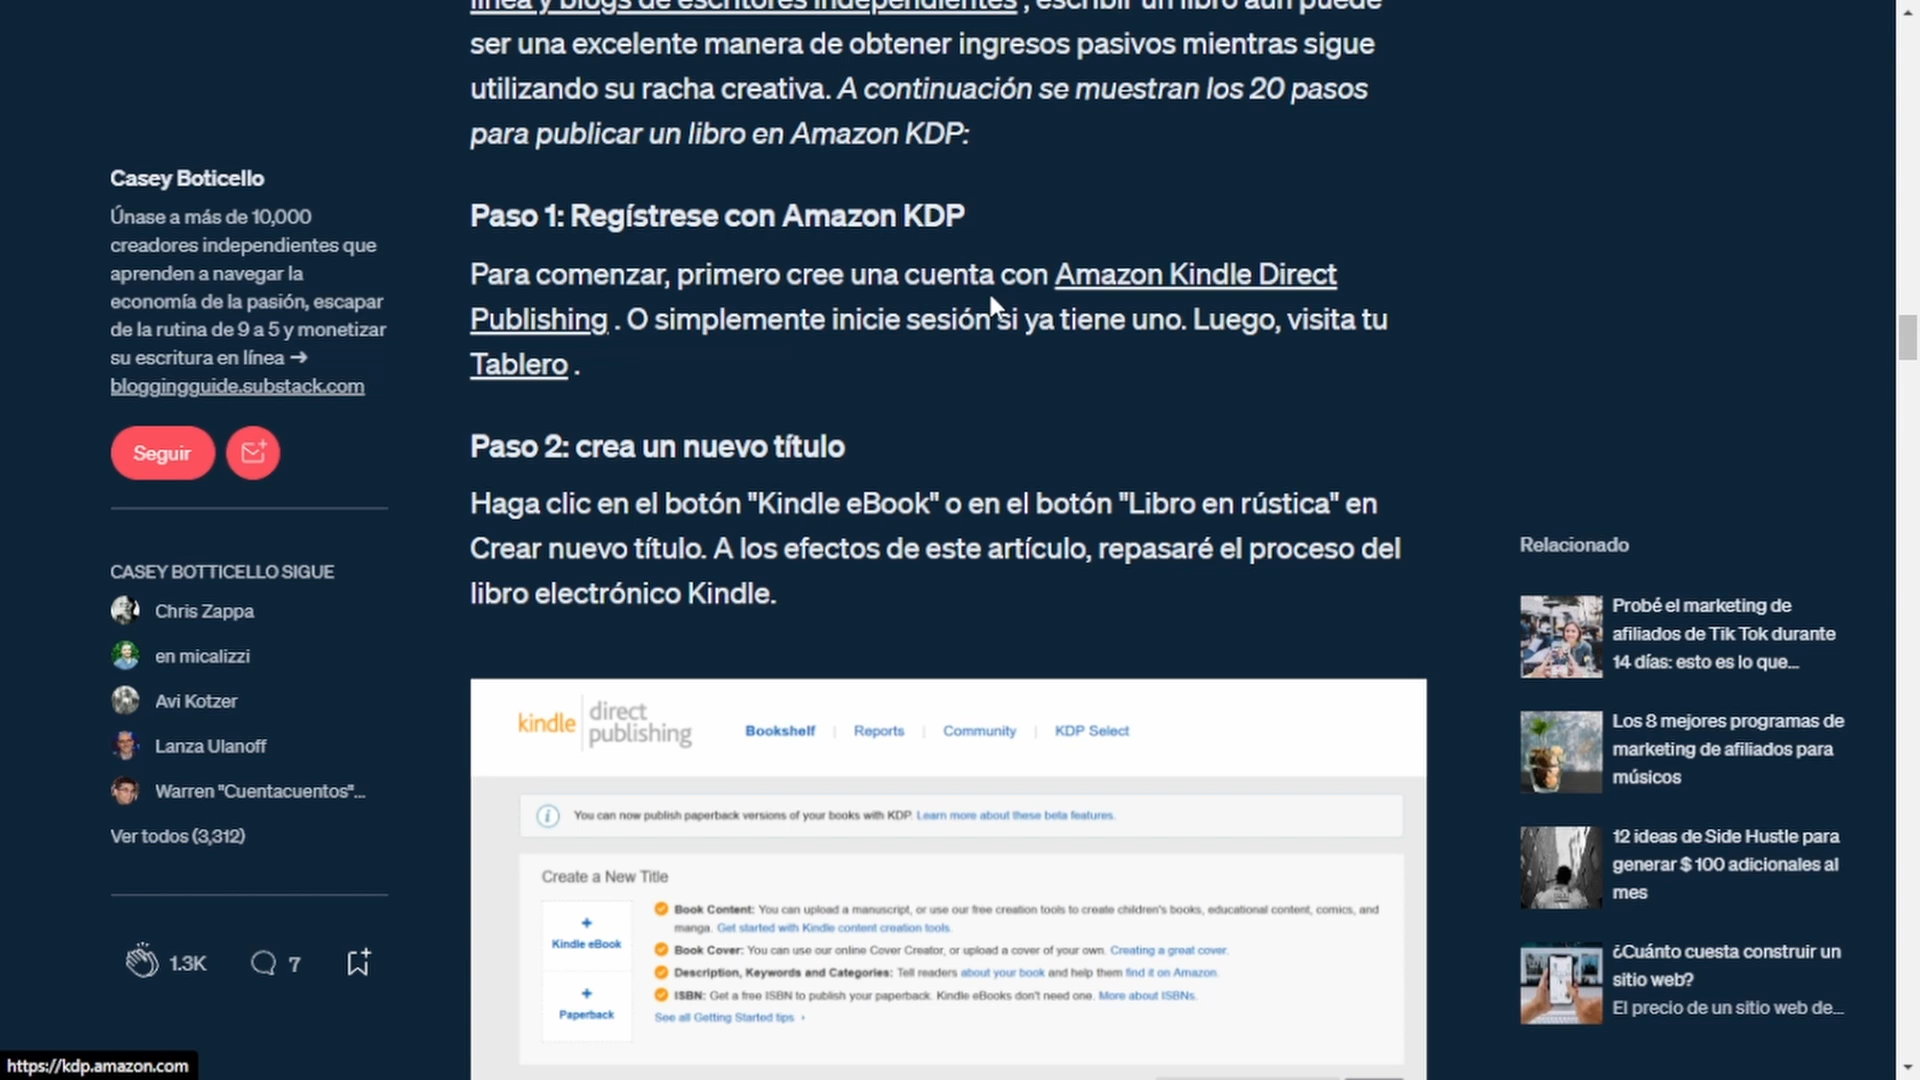 línea y blogs de escritores independientes , escribir un libro aún puede
ser una excelente manera de obtener ingresos pasivos mientras sigue
utilizando su racha creativa. A continuación se muestran los 20 pasos
para publicar un libro en Amazon KDP:
Paso 1: Regístrese con Amazon KDP
Para comenzar, primero cree una cuenta con Amazon Kindle Direct
Publishing . O simplemente inicie sesión si ya tiene uno. Luego, visita tu
Tablero .
Paso 2: crea un nuevo título
Haga clic en el botón "Kindle eBook" o en el botón "Libro en rústica" en
Crear nuevo título. A los efectos de este artículo, repasaré el proceso del
libro electrónico Kindle.
kindle direct
publishing
Bookshelf
Reports
Community
KDP Select
You can now publish paperback versions of your books with KDP. Learn more about these beta features.
Create a New Title
+
Kindle eBook
+
Paperback
Book Content: You can upload a manuscript, or use our free creation tools to create children's books, educational content, comics, and
manga. Get started with Kindle content creation tools.
Book Cover: You can use our online Cover Creator, or upload a cover of your own. Creating a great cover.
Description, Keywords and Categories: Tell readers about your book and help them find it on Amazon.
ISBN: Get a free ISBN to publish your paperback. Kindle eBooks don't need one. More about ISBNs.
See all Getting Started tips ›
Casey Boticello
Únase a más de 10,000
creadores independientes que
aprenden a navegar la
economía de la pasión, escapar
de la rutina de 9 a 5 y monetizar
su escritura en línea ➔
bloggingguide.substack.com
Seguir
CASEY BOTTICELLO SIGUE
Chris Zappa
en micalizzi
Avi Kotzer
Lanza Ulanoff
Warren "Cuentacuentos"...
Ver todos (3,312)
1.3K
7
Relacionado
Probé el marketing de
afiliados de Tik Tok durante
14 días: esto es lo que...
Los 8 mejores programas de
marketing de afiliados para
músicos
12 ideas de Side Hustle para
generar $ 100 adicionales al
mes
¿Cuánto cuesta construir un
sitio web?
El precio de un sitio web de...
https://kdp.amazon.com